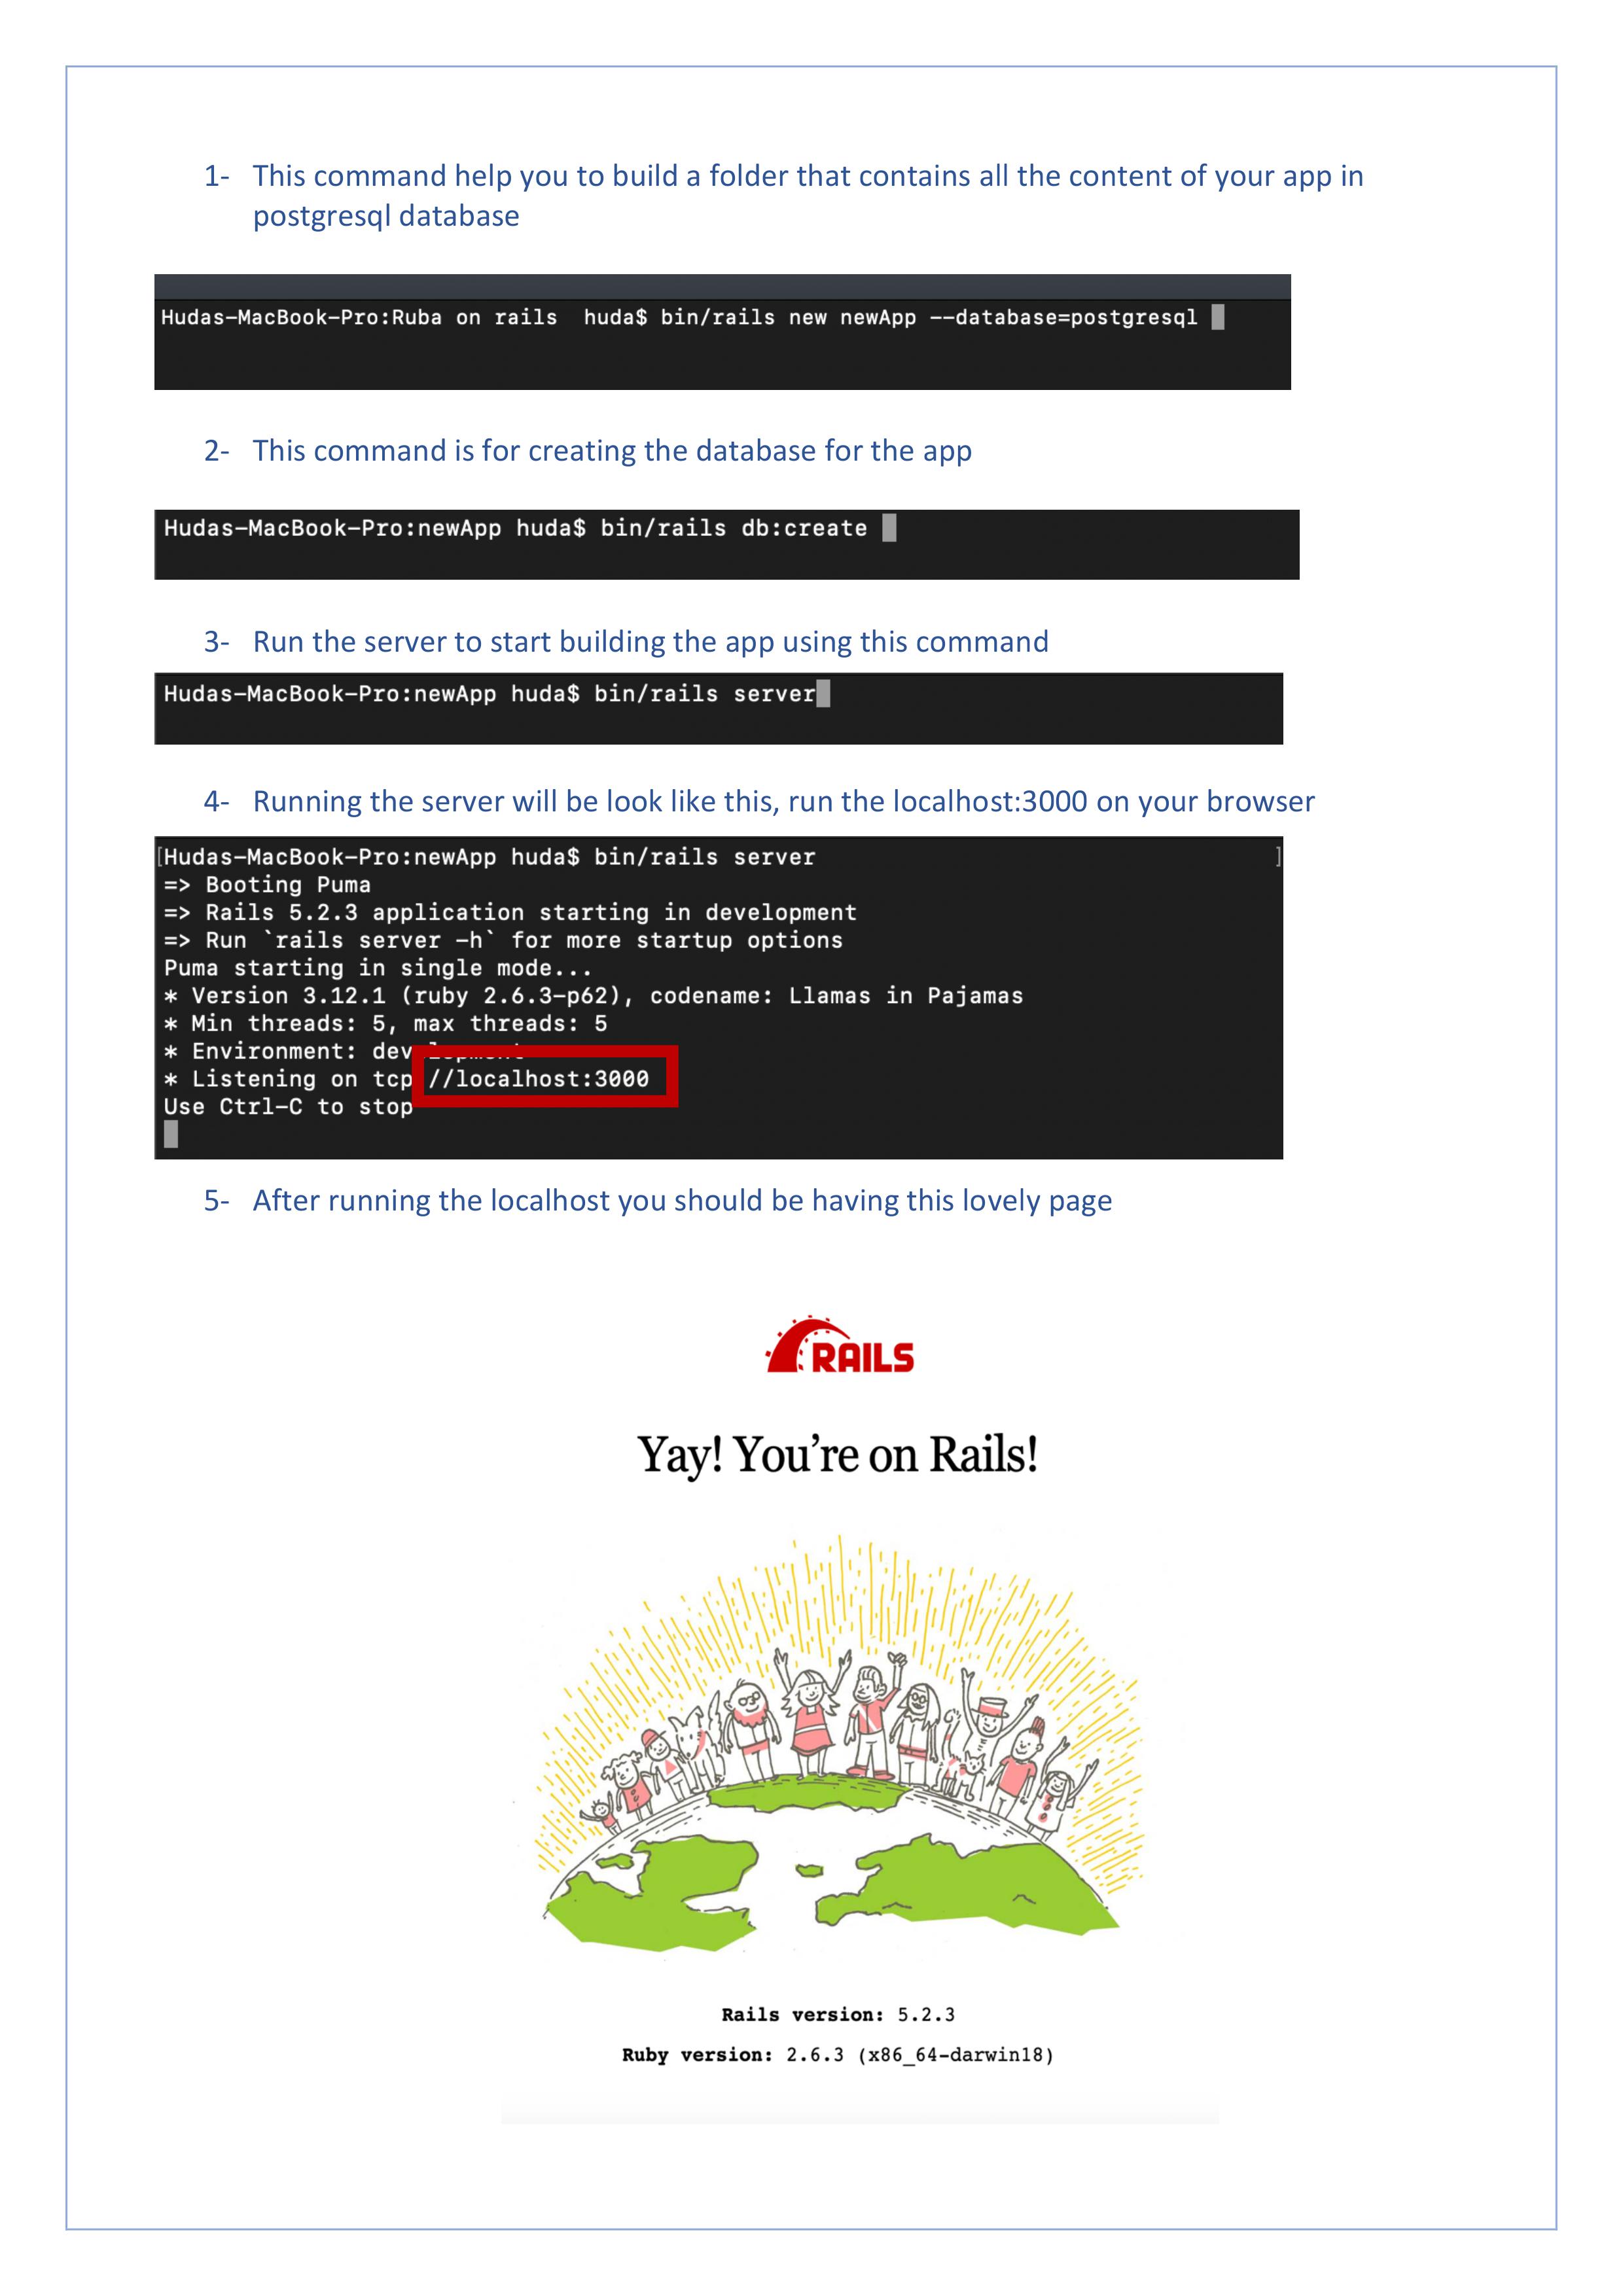 1- This command help you to build a folder that contains all the content of your app in
postgresql database
Hudas-MacBook-Pro:Ruba on rails  huda$ bin/rails new newApp --database=postgresql
2- This command is for creating the database for the app
Hudas-MacBook-Pro:newApp huda$ bin/rails db:create
3- Run the server to start building the app using this command
Hudas-MacBook-Pro:newApp huda$ bin/rails server
4- Running the server will be look like this, run the localhost:3000 on your browser
[Hudas-MacBook-Pro:newApp huda$ bin/rails server ]
=> Booting Puma
=> Rails 5.2.3 application starting in development
=> Run `rails server -h` for more startup options
Puma starting in single mode...
* Version 3.12.1 (ruby 2.6.3-p62), codename: Llamas in Pajamas
* Min threads: 5, max threads: 5
* Environment: development
* Listening on tcp //localhost:3000
Use Ctrl-C to stop
5- After running the localhost you should be having this lovely page
RAILS
Yay! You’re on Rails!
Rails version: 5.2.3
Ruby version: 2.6.3 (x86_64-darwin18)